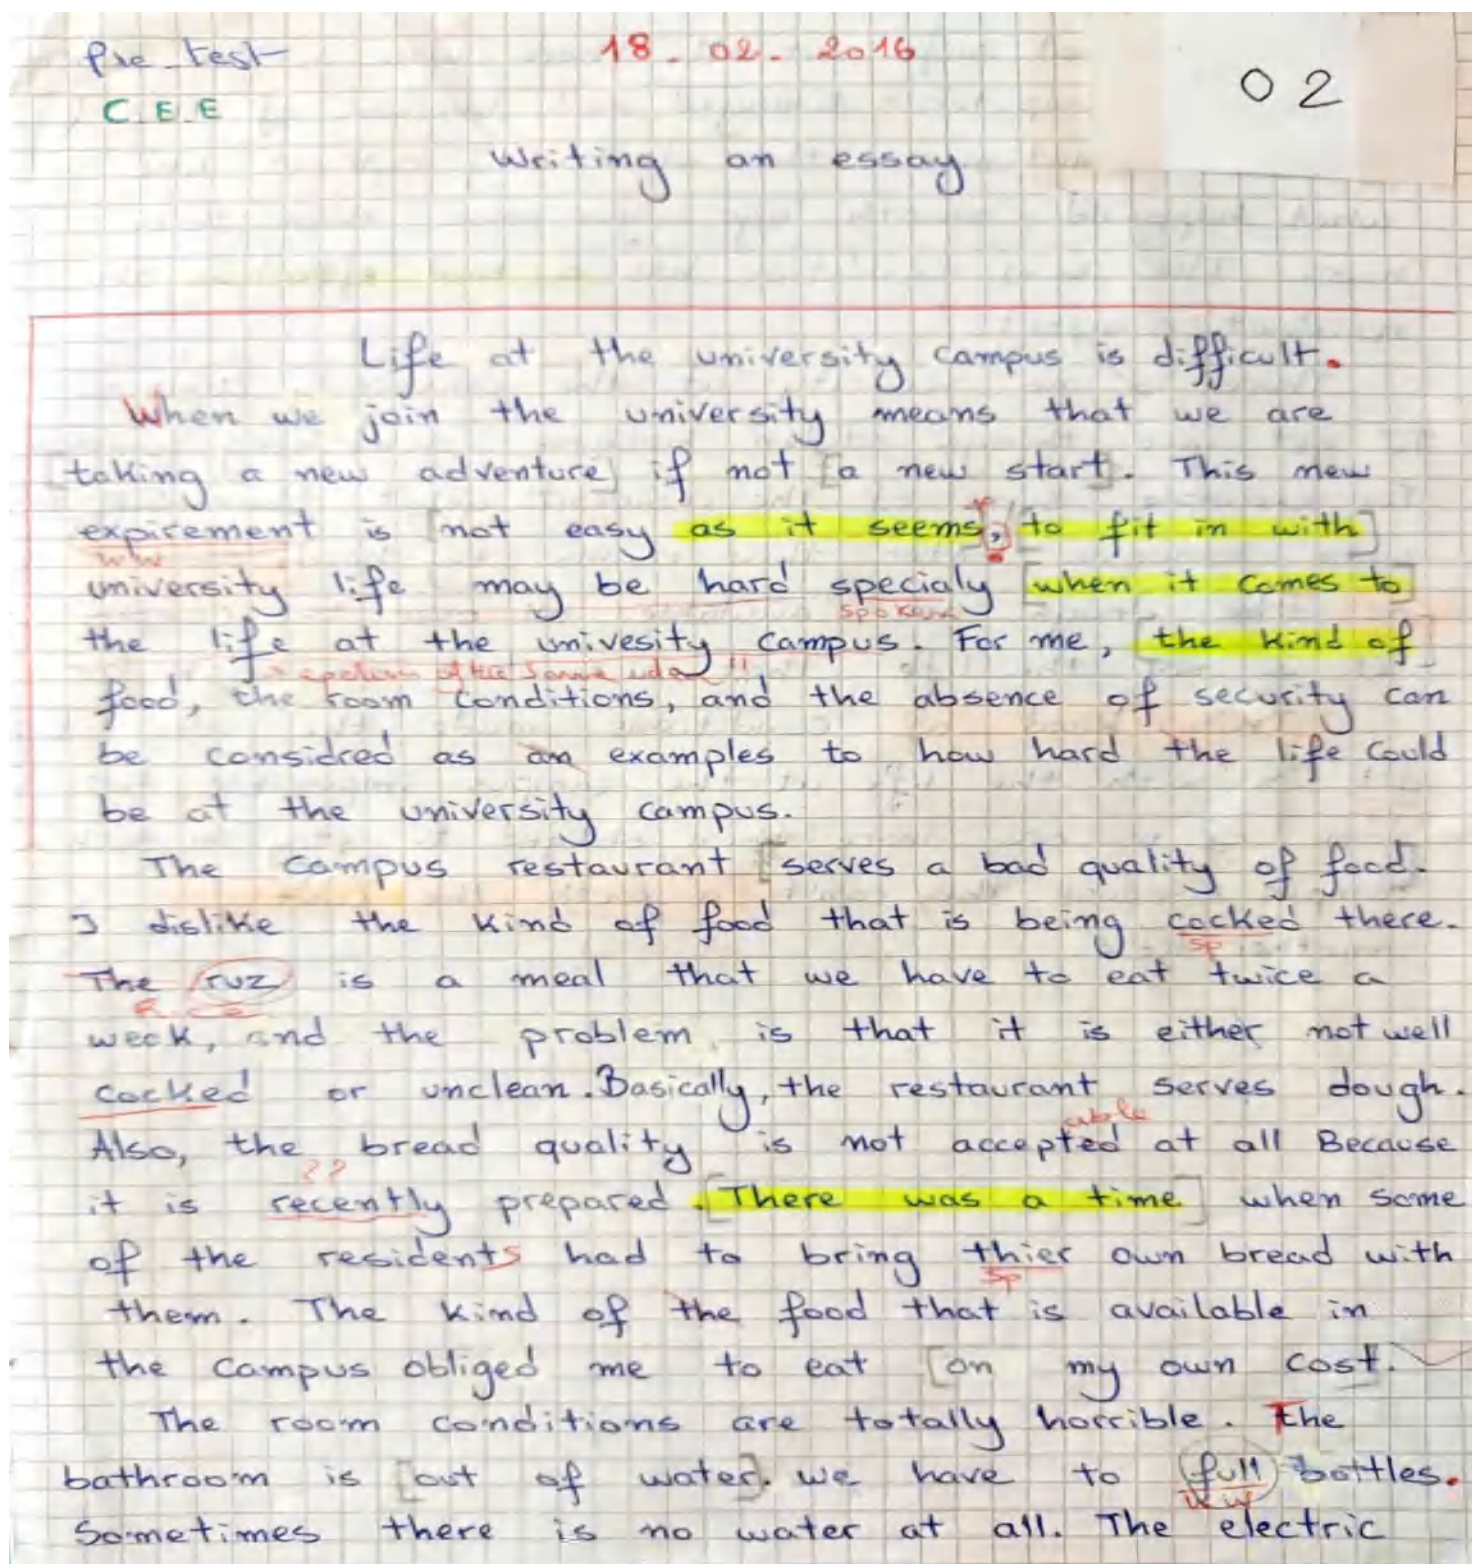 Pre_test
18-02-2016
02
C.E.E
Writing an essay
Life at the university campus is difficult.
When we join the university means that we are
[taking a new adventure] if not [a new start]. This new
expirement is [not easy as it seems, to fit in with]
w w
university life may be hard specialy [when it comes to]
the life at the univesity campus. For me, [the kind of]
food, the room conditions, and the absence of security can
be considred as an examples to how hard the life could
be at the university campus.
The campus restaurant [serves a bad quality of food.
I dislike the kind of food that is being cocked there.
sp
The ruz is a meal that we have to eat twice a
week, and the problem is that it is either not well
cocked or unclean. Basically, the restaurant serves dough.
able
Also, the bread quality is not accepted at all Because
??
it is recently prepared. [There was a time] when some
of the residents had to bring thier own bread with
sp
them. The kind of the food that is available in
the campus obliged me to eat [on my own cost.
The room conditions are totally horrible. The
bathroom is [out of water]. we have to full bottles.
w w
Sometimes there is no water at all. The electric